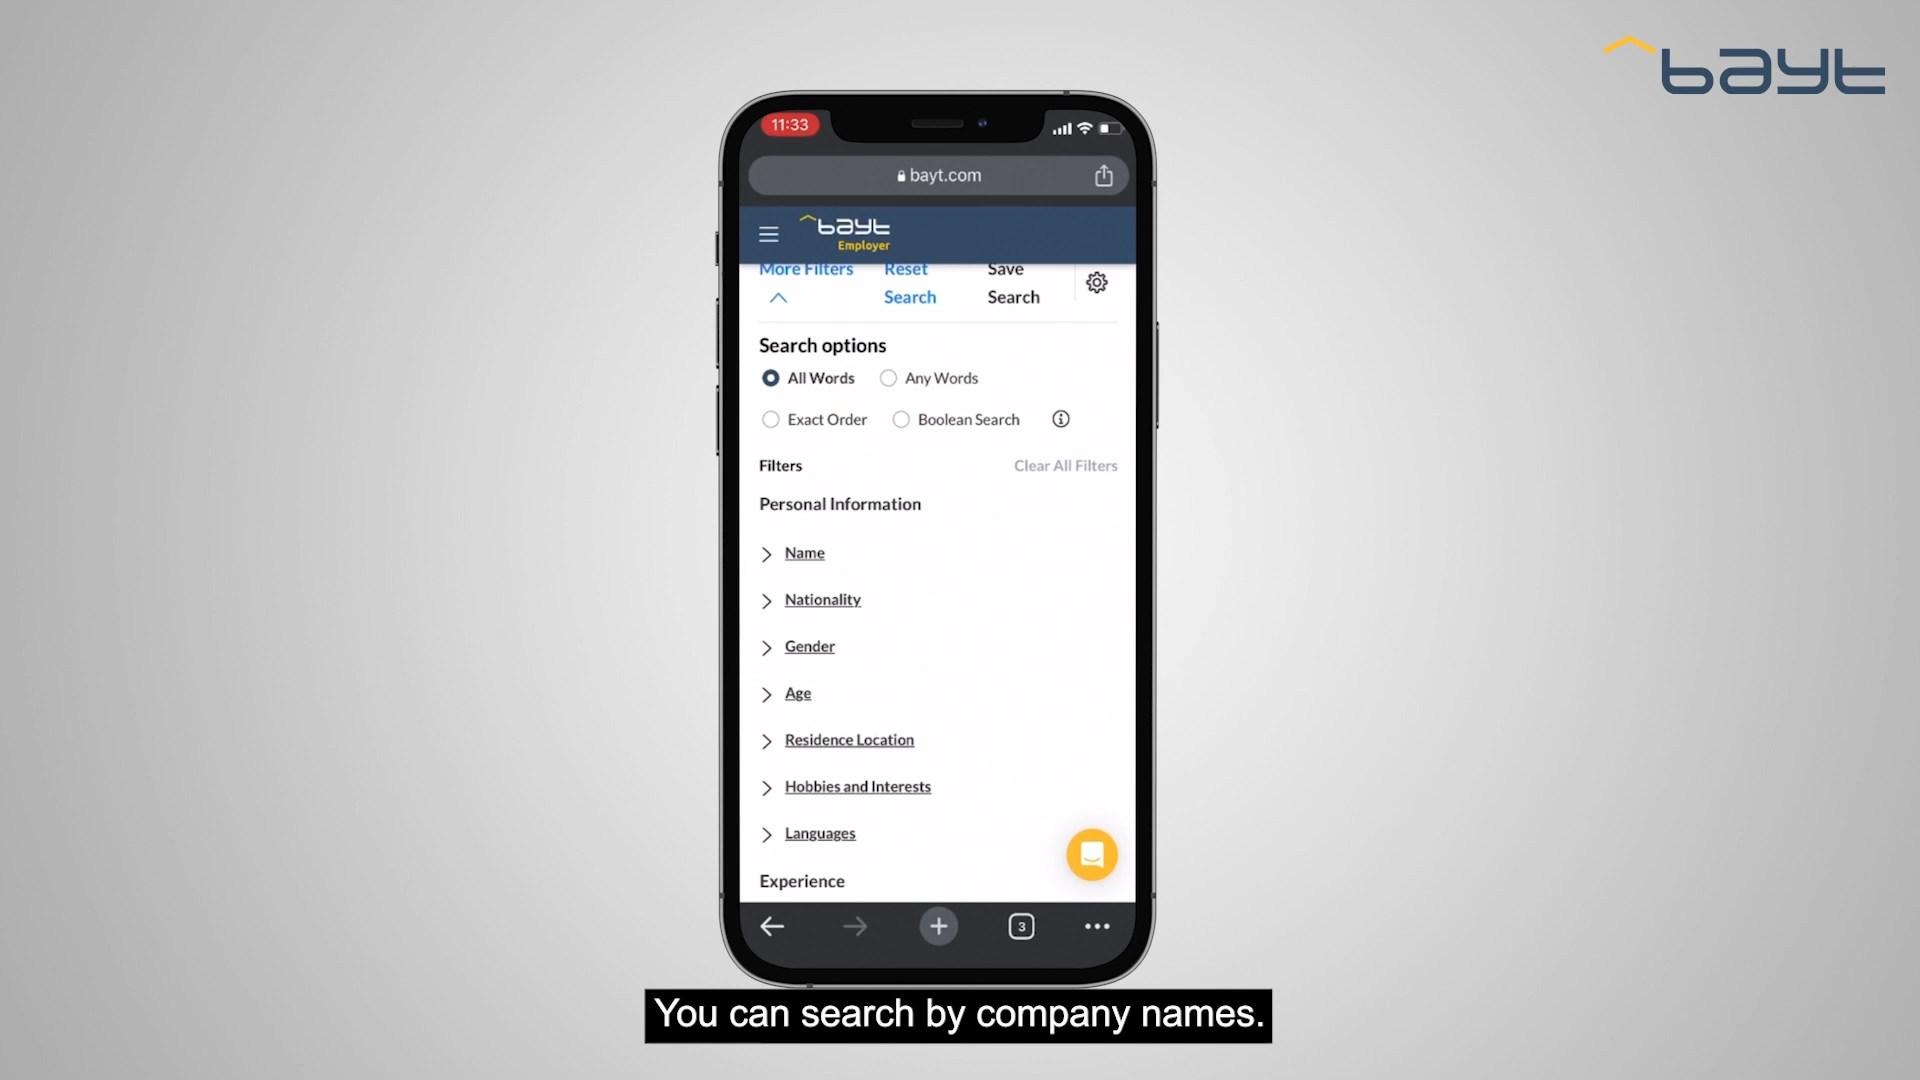 bayt
11:33
bayt.com
bayt
Employer
More Filters
Reset Search
Save Search
Search options
All Words
Any Words
Exact Order
Boolean Search
Filters
Clear All Filters
Personal Information
Name
Nationality
Gender
Age
Residence Location
Hobbies and Interests
Languages
Experience
3
You can search by company names.